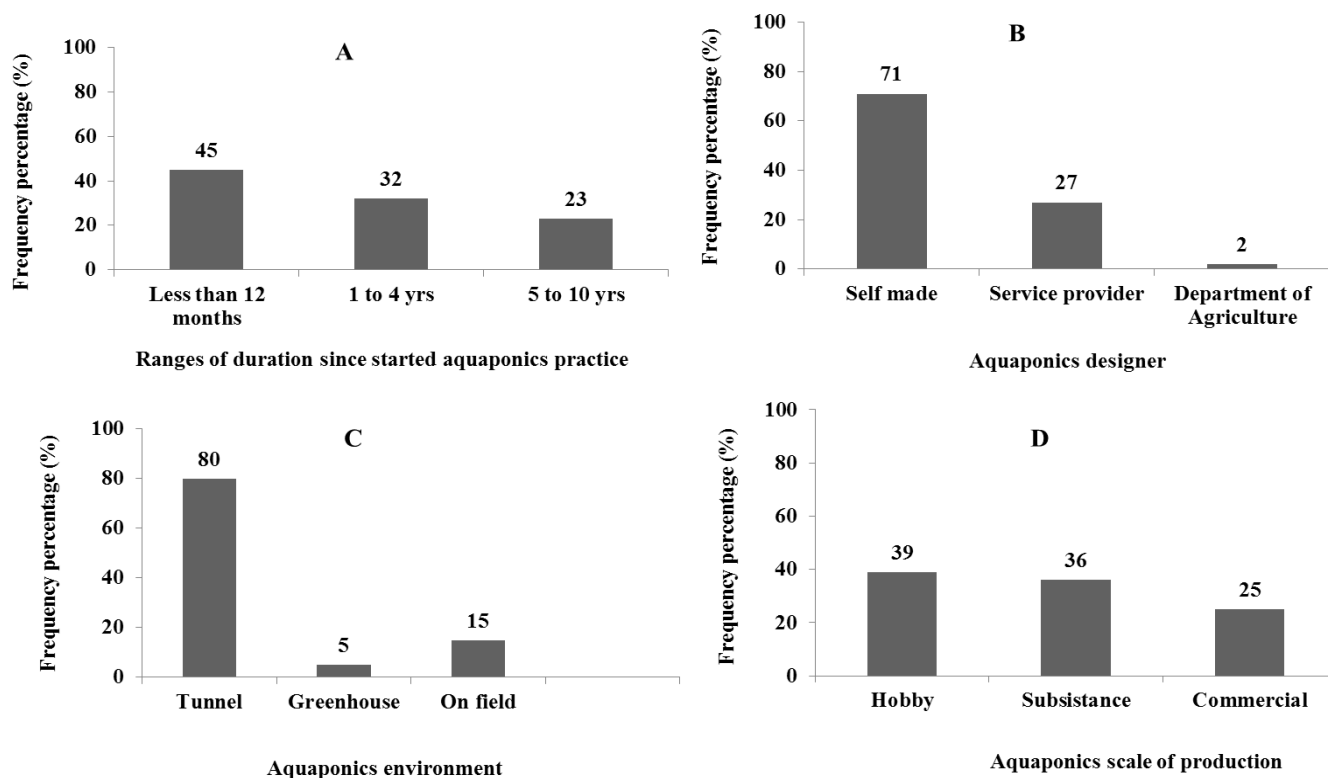 A
Frequency percentage (%)
100
80
60
40
20
0
45
32
23
Less than 12
months
1 to 4 yrs
5 to 10 yrs
Ranges of duration since started aquaponics practice
B
Frequency percentage (%)
100
80
60
40
20
0
71
27
2
Self made
Service provider
Department of
Agriculture
Aquaponics designer
C
Frequency percentage (%)
100
80
60
40
20
0
80
5
15
Tunnel
Greenhouse
On field
Aquaponics environment
D
Frequency percentage (%)
100
80
60
40
20
0
39
36
25
Hobby
Subsistance
Commercial
Aquaponics scale of production